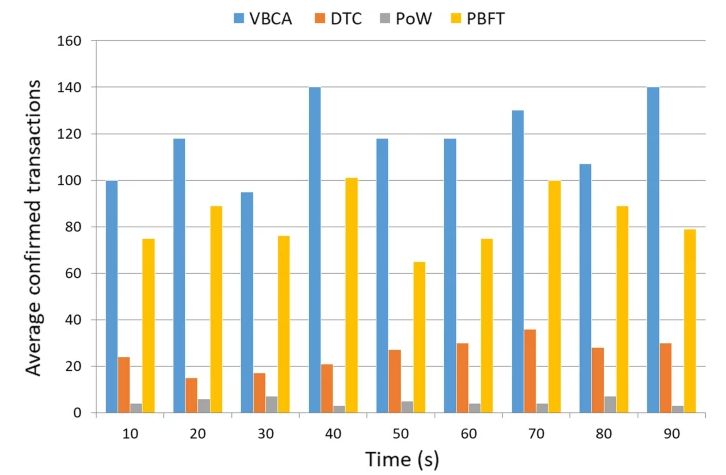 VBCA DTC PoW PBFT
160
140
120
100
80
60
40
20
0
Average confirmed transactions
10 20 30 40 50 60 70 80 90
Time (s)